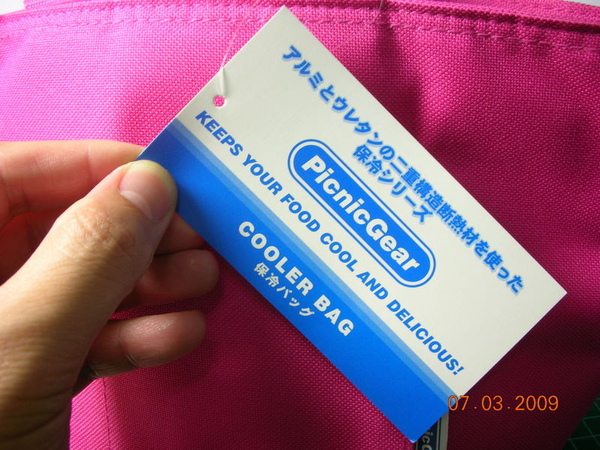 アルミとウレタンの二重構造断熱材を使った
保冷シリーズ
PicnicGear
KEEPS YOUR FOOD COOL AND DELICIOUS!
COOLER BAG
保冷バッグ
07.03.2009